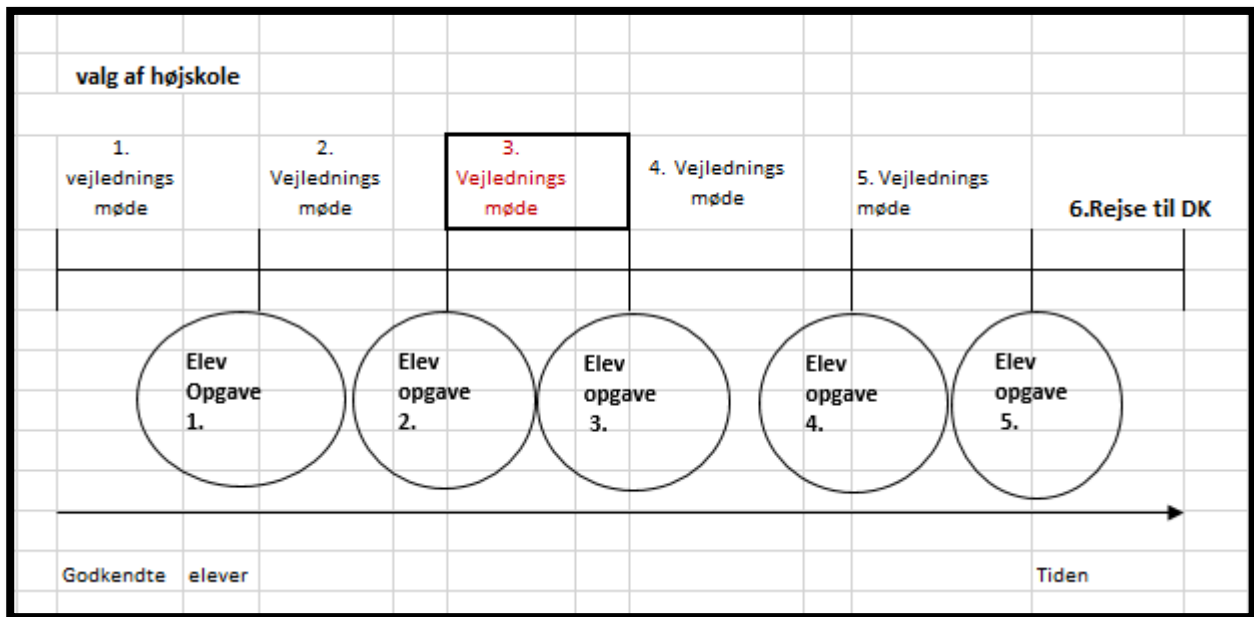 valg af højskole
1.
vejlednings
møde
2.
Vejlednings
møde
3.
Vejlednings
møde
4. Vejlednings
møde
5. Vejlednings
møde
6.Rejse til DK
Elev
Opgave
1.
Elev
opgave
2.
Elev
opgave
3.
Elev
opgave
4.
Elev
opgave
5.
Godkendte elever
Tiden